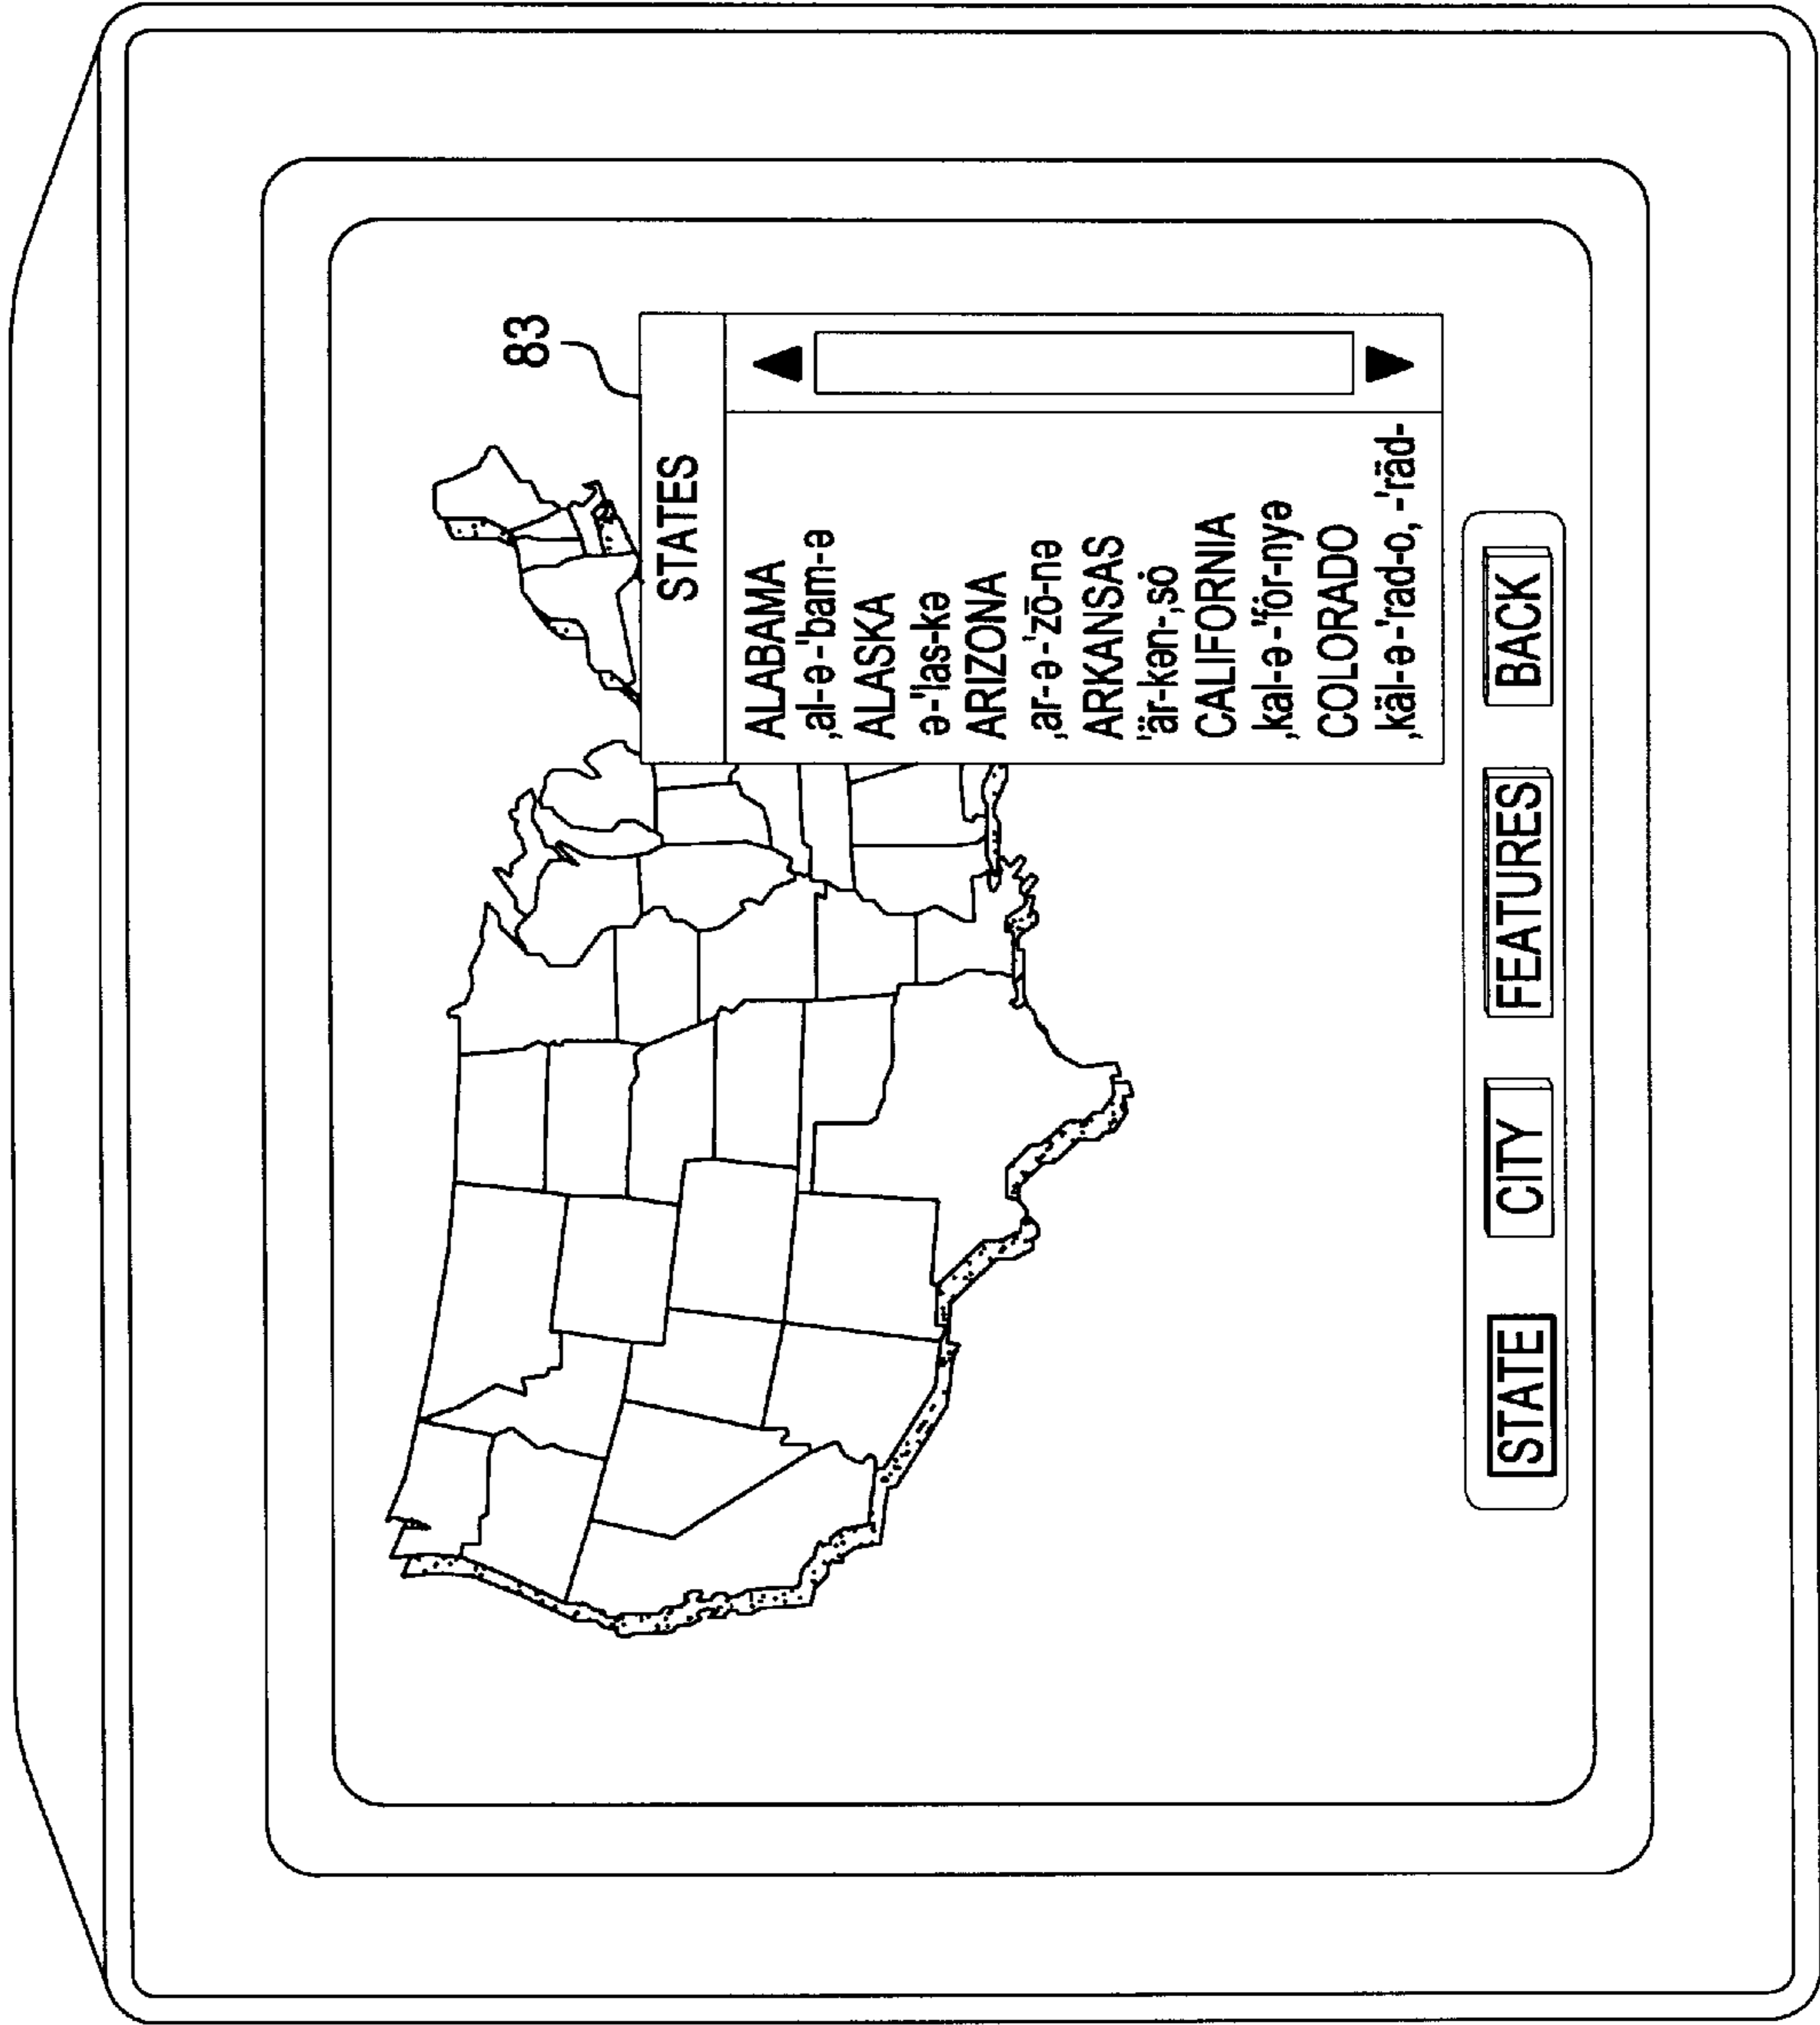 83
STATES
ALABAMA
ˌal-ə-ˈbam-ə
ALASKA
ə-ˈlas-kə
ARIZONA
ˌar-ə-ˈzō-nə
ARKANSAS
ˈär-kən-ˌsȯ
CALIFORNIA
ˌkal-ə-ˈfȯr-nyə
COLORADO
ˌkäl-ə-ˈrad-o, -ˈräd-
STATE CITY FEATURES BACK